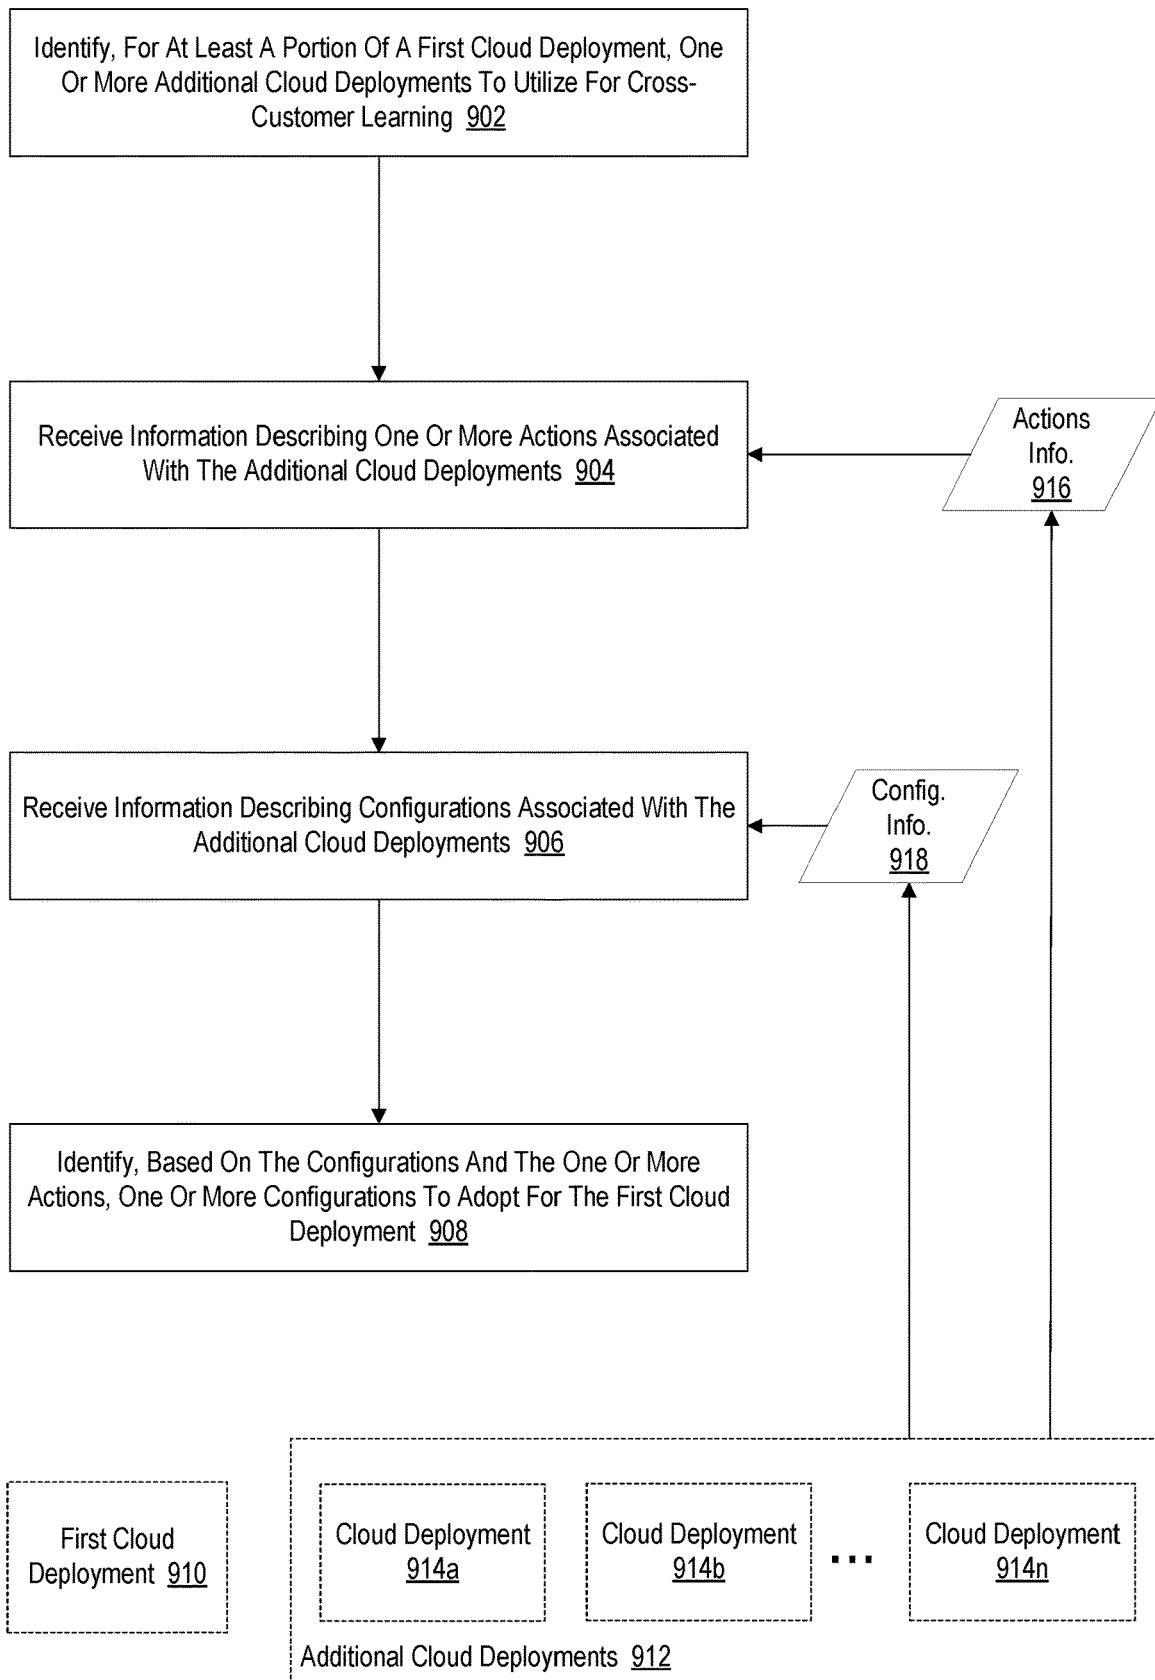 Identify, For At Least A Portion Of A First Cloud Deployment, One
Or More Additional Cloud Deployments To Utilize For Cross-
Customer Learning 902
Receive Information Describing One Or More Actions Associated
With The Additional Cloud Deployments 904
Actions
Info.
916
Receive Information Describing Configurations Associated With The
Additional Cloud Deployments 906
Config.
Info.
918
Identify, Based On The Configurations And The One Or More
Actions, One Or More Configurations To Adopt For The First Cloud
Deployment 908
First Cloud
Deployment 910
Cloud Deployment
914a
Cloud Deployment
914b
...
Cloud Deployment
914n
Additional Cloud Deployments 912